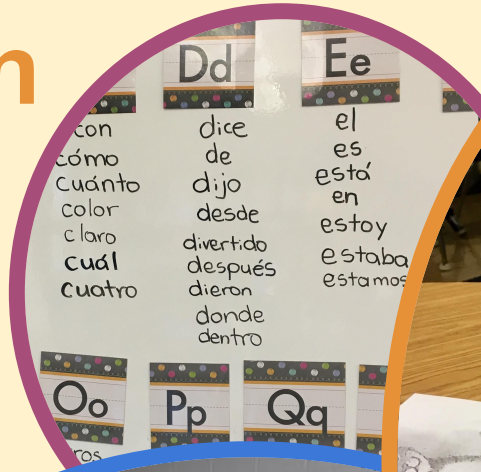 n
Dd
Ee
con
cómo
cuánto
color
claro
cuál
cuatro
dice
de
dijo
desde
divertido
después
dieron
donde
dentro
el
es
está
en
estoy
estaba
estamos
Oo
Pp
Qq
ros